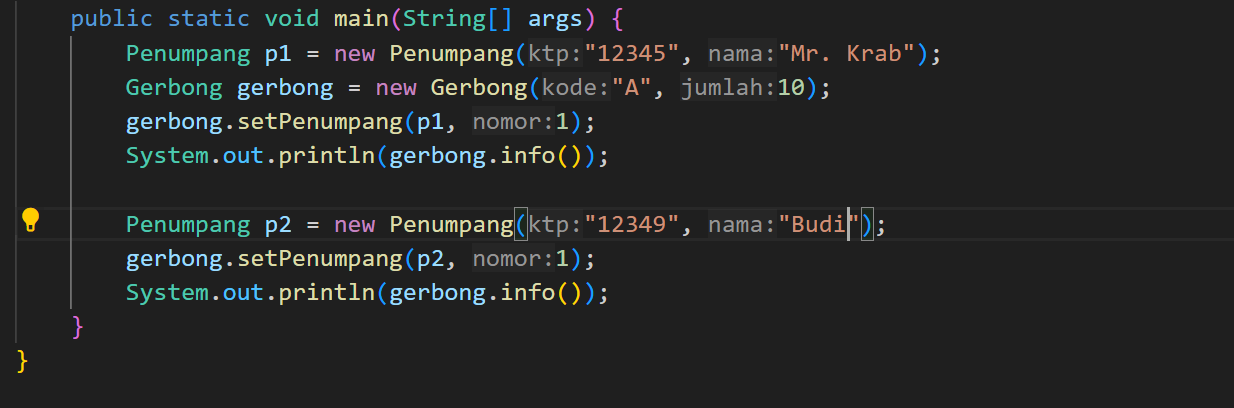 public static void main(String[] args) {
Penumpang p1 = new Penumpang(ktp:"12345", nama:"Mr. Krab");
Gerbong gerbong = new Gerbong(kode:"A", jumlah:10);
gerbong.setPenumpang(p1, nomor:1);
System.out.println(gerbong.info());
Penumpang p2 = new Penumpang(ktp:"12349", nama:"Budi");
gerbong.setPenumpang(p2, nomor:1);
System.out.println(gerbong.info());
}
}